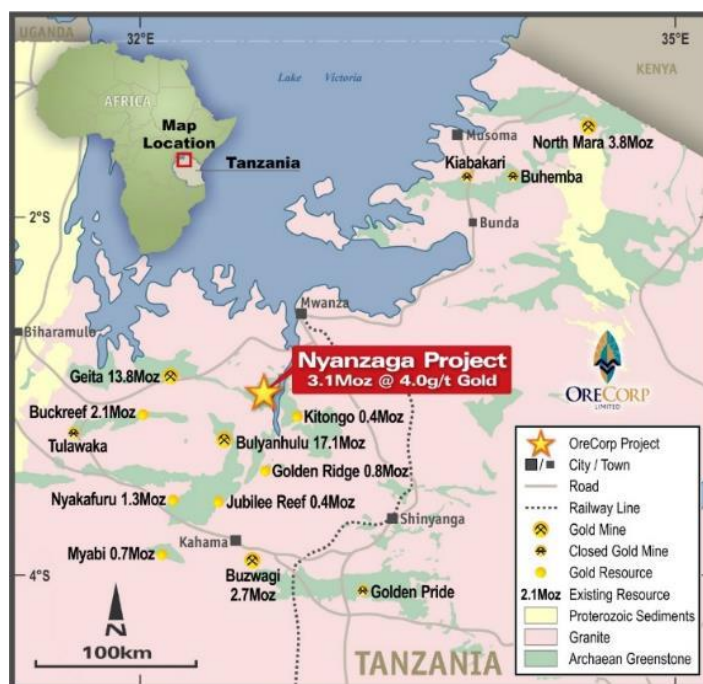 UGANDA
32°E
35°E
KENYA
Lake Victoria
AFRICA
Map
Location
Tanzania
Musoma
North Mara 3.8Moz
Kiabakari
Buhemba
2°S
Bunda
Mwanza
Biharamulo
Nyanzaga Project
3.1Moz @ 4.0g/t Gold
Geita 13.8Moz
ORECORP
LIMITED
Buckreef 2.1Moz
Kitongo 0.4Moz
Tulawaka
Bulyanhulu 17.1Moz
Golden Ridge 0.8Moz
Nyakafuru 1.3Moz
Jubilee Reef 0.4Moz
Shinyanga
Kahama
Myabi 0.7Moz
Buzwagi
2.7Moz
4°S
Golden Pride
N
100km
TANZANIA
OreCorp Project
/ City / Town
Road
Railway Line
Gold Mine
Closed Gold Mine
Gold Resource
2.1Moz Existing Resource
Proterozoic Sediments
Granite
Archaean Greenstone